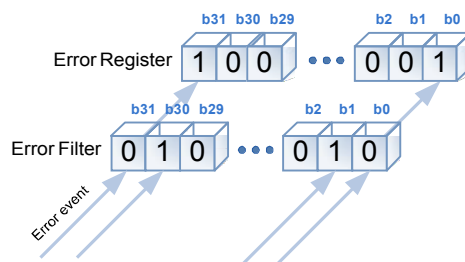 b31 b30 b29 b2 b1 b0
Error Register 1 0 0 0 0 1
b31 b30 b29 b2 b1 b0
Error Filter 0 1 0 0 1 0
Error event